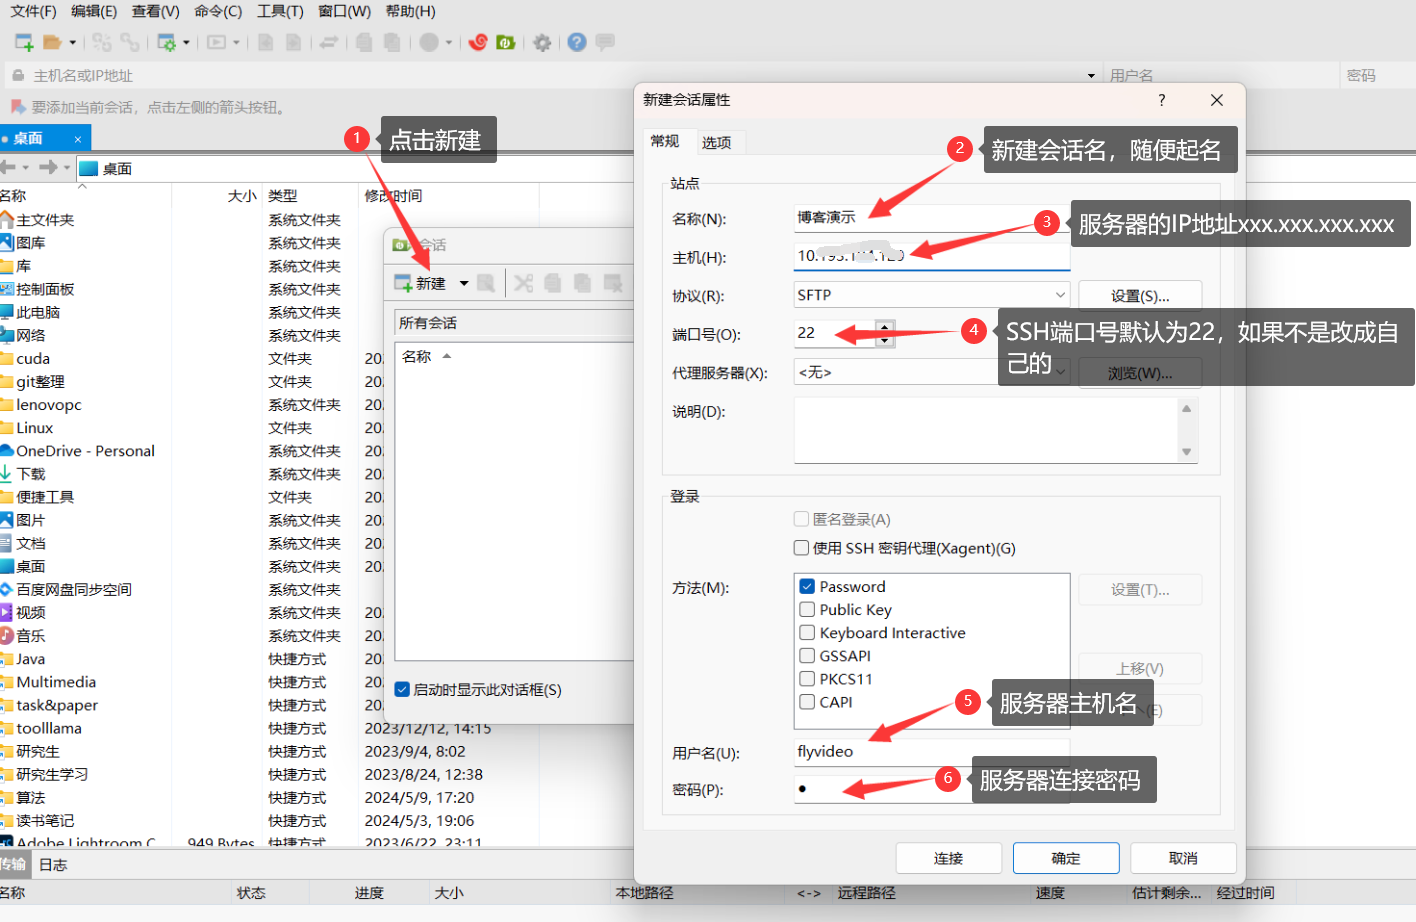 文件(F) 编辑(E) 查看(V) 命令(C) 工具(T) 窗口(W) 帮助(H)
主机名或IP地址 用户名 密码
要添加当前会话，点击左侧的箭头按钮。
桌面 ×
桌面
名称 大小 类型 修改时间
主文件夹 系统文件夹
图库 系统文件夹
库 系统文件夹
控制面板 系统文件夹
此电脑 系统文件夹
网络 系统文件夹
cuda 文件夹 202
git整理 文件夹 202
lenovopc 系统文件夹 202
Linux 文件夹 202
OneDrive - Personal 系统文件夹 202
下载 系统文件夹 202
便捷工具 文件夹 202
图片 系统文件夹 202
文档 系统文件夹 202
桌面 系统文件夹 202
百度网盘同步空间 系统文件夹
视频 系统文件夹 202
音乐 系统文件夹 202
Java 快捷方式 202
Multimedia 快捷方式 202
task&paper 快捷方式 202
toolllama 快捷方式 2023/12/12, 14:15
研究生 快捷方式 2023/9/4, 8:02
研究生学习 快捷方式 2023/8/24, 12:38
算法 快捷方式 2024/5/9, 17:20
读书笔记 快捷方式 2024/5/3, 19:06
Adobe Lightroom C 949 Bytes 快捷方式 2023/6/22, 23:11
传输 日志
名称 状态 进度 大小 本地路径 <-> 远程路径 速度 估计剩余... 经过时间
1 点击新建
会话
新建
所有会话
名称
启动时显示此对话框(S)
新建会话属性 ? ×
常规 选项
2 新建会话名，随便起名
站点
名称(N): 博客演示
3 服务器的IP地址xxx.xxx.xxx.xxx
主机(H):
协议(R): SFTP 设置(S)...
端口号(O): 22
4 SSH端口号默认为22，如果不是改成自
己的
代理服务器(X): <无> 浏览(W)...
说明(D):
登录
匿名登录(A)
使用 SSH 密钥代理(Xagent)(G)
方法(M): Password 设置(T)...
Public Key
Keyboard Interactive
GSSAPI 上移(V)
PKCS11
CAPI (E)
5 服务器主机名
用户名(U): flyvideo
6 服务器连接密码
密码(P): ●
连接 确定 取消